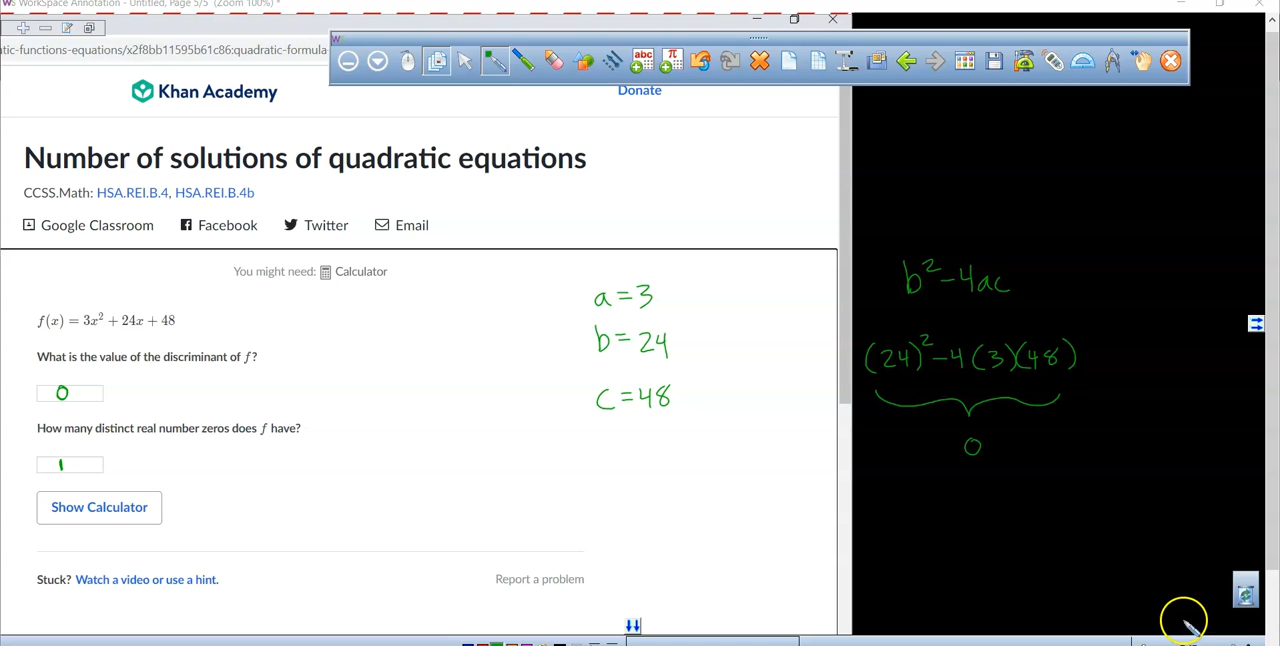 WorkSpace Annotation - Untitled, Page 5/5 (Zoom 100%) *
tic-functions-equations/x2f8bb11595b61c86:quadratic-formula-
abc
π
Khan Academy
Donate
Number of solutions of quadratic equations
CCSS.Math: HSA.REI.B.4, HSA.REI.B.4b
Google Classroom Facebook Twitter Email
You might need: Calculator
f(x) = 3x² + 24x + 48
What is the value of the discriminant of f?
0
How many distinct real number zeros does f have?
1
Show Calculator
Stuck? Watch a video or use a hint.
Report a problem
a = 3
b = 24
c = 48
b² - 4ac
(24)² - 4(3)(48)
0